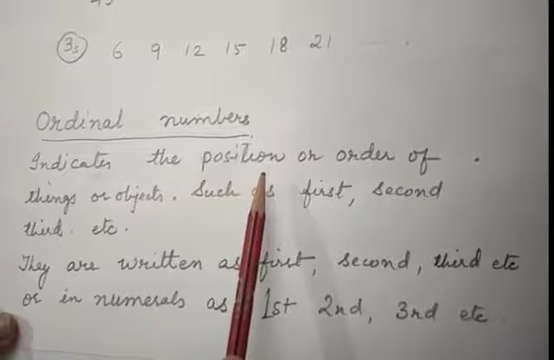 3s 6 9 12 15 18 21
Ordinal numbers
Indicates the position or order of
things or objects. Such as first, second
third. etc.
They are written as first, second, third etc
or in numerals as 1st 2nd, 3rd etc